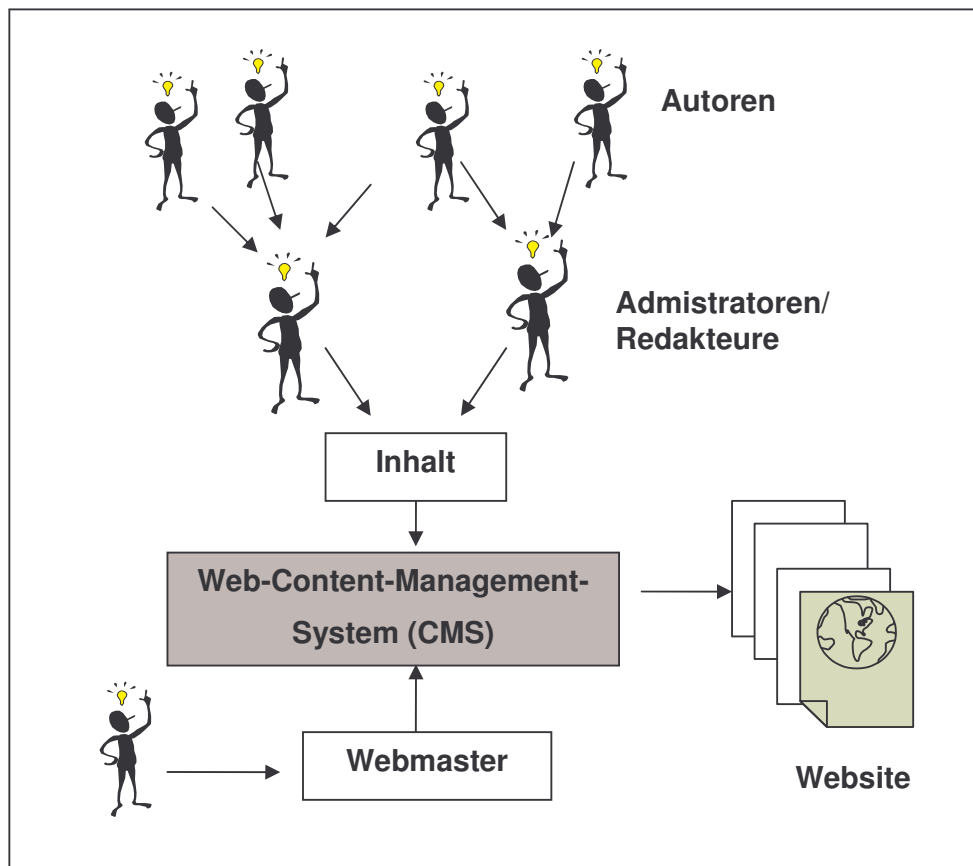 Autoren
Admistratoren/
Redakteure
Inhalt
Web-Content-Management-
System (CMS)
Webmaster
Website